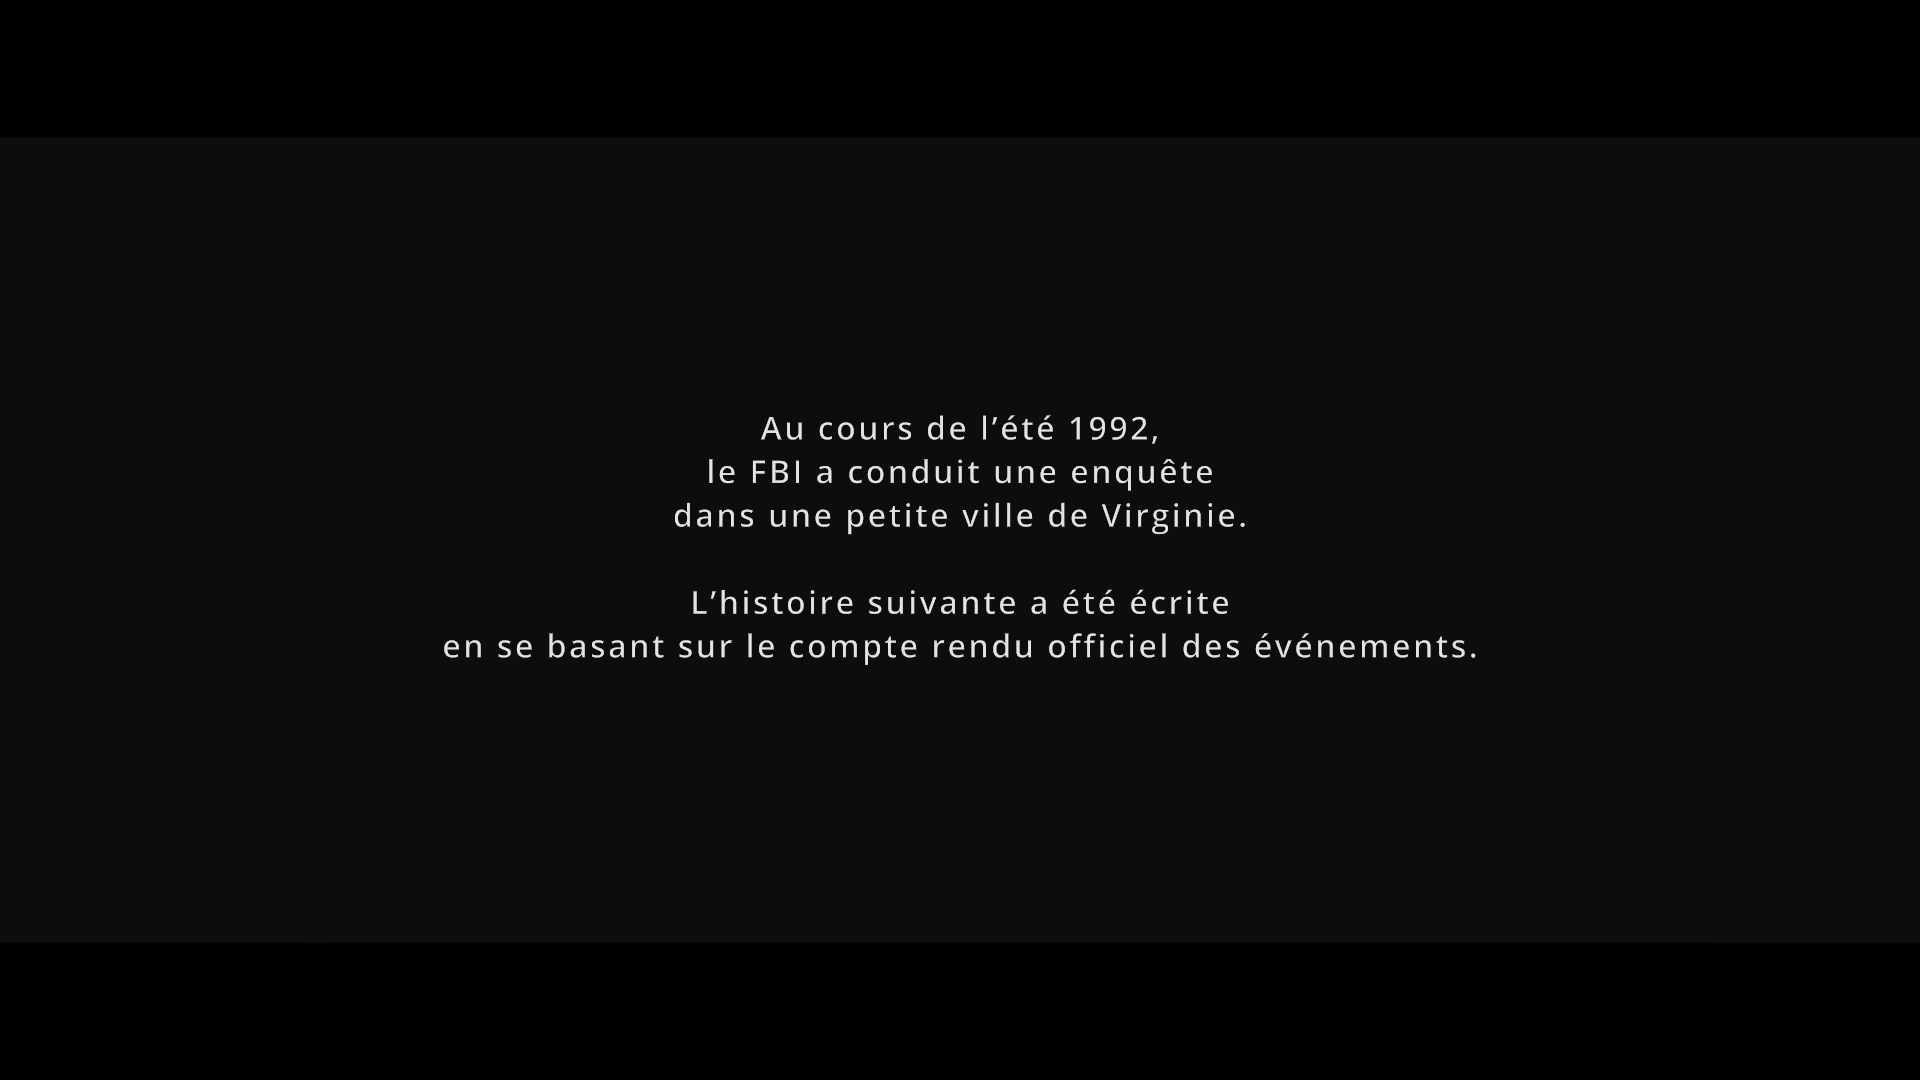 Au cours de l’été 1992,
le FBI a conduit une enquête
dans une petite ville de Virginie.
L’histoire suivante a été écrite
en se basant sur le compte rendu officiel des événements.